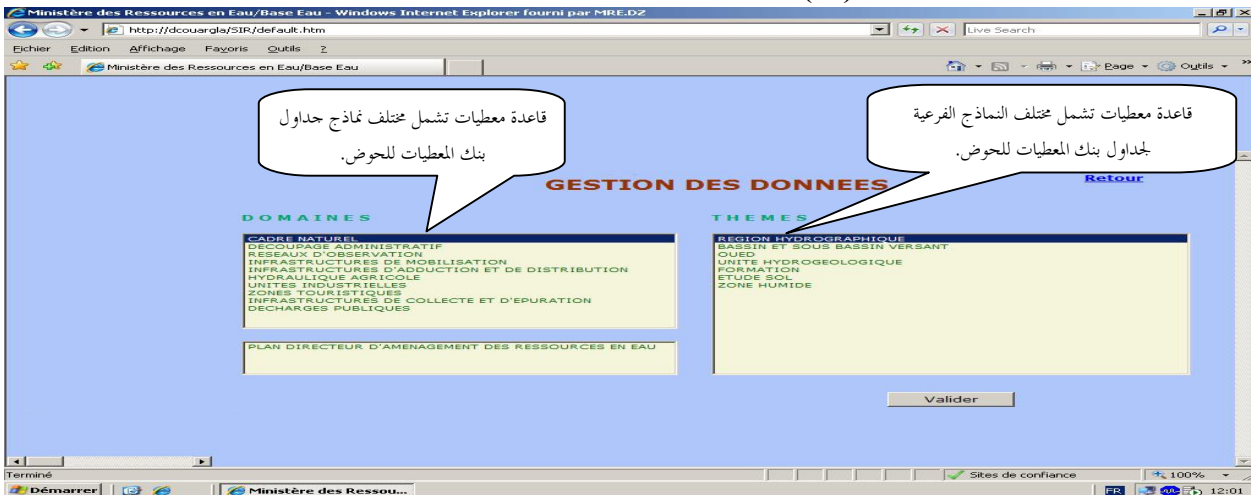 Ministère des Ressources en Eau/Base Eau - Windows Internet Explorer fourni par MRE.DZ
http://dcouargla/SIR/default.htm
Live Search
Fichier Edition Affichage Favoris Outils ?
Ministère des Ressources en Eau/Base Eau
Page Outils
قاعدة معطيات تشمل مختلف نماذج جداول
بنك المعطيات للحوض.
قاعدة معطيات تشمل مختلف النماذج الفرعية
لجداول بنك المعطيات للحوض.
GESTION DES DONNEES
Retour
DOMAINES
CADRE NATUREL
DECOUPAGE ADMINISTRATIF
RESEAUX D'OBSERVATION
INFRASTRUCTURES DE MOBILISATION
INFRASTRUCTURES D'ADDUCTION ET DE DISTRIBUTION
HYDRAULIQUE AGRICOLE
UNITES INDUSTRIELLES
ZONES TOURISTIQUES
INFRASTRUCTURES DE COLLECTE ET D'EPURATION
DECHARGES PUBLIQUES
PLAN DIRECTEUR D'AMENAGEMENT DES RESSOURCES EN EAU
THEMES
REGION HYDROGRAPHIQUE
BASSIN ET SOUS BASSIN VERSANT
OUED
UNITE HYDROGEOLOGIQUE
FORMATION
ETUDE SOL
ZONE HUMIDE
Valider
Terminé
Sites de confiance
100%
Démarrer
Ministère des Ressou...
FR
12:01